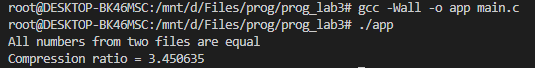 root@DESKTOP-BK46MSC:/mnt/d/Files/prog/prog_lab3# gcc -Wall -o app main.c
root@DESKTOP-BK46MSC:/mnt/d/Files/prog/prog_lab3# ./app
All numbers from two files are equal
Compression ratio = 3.450635